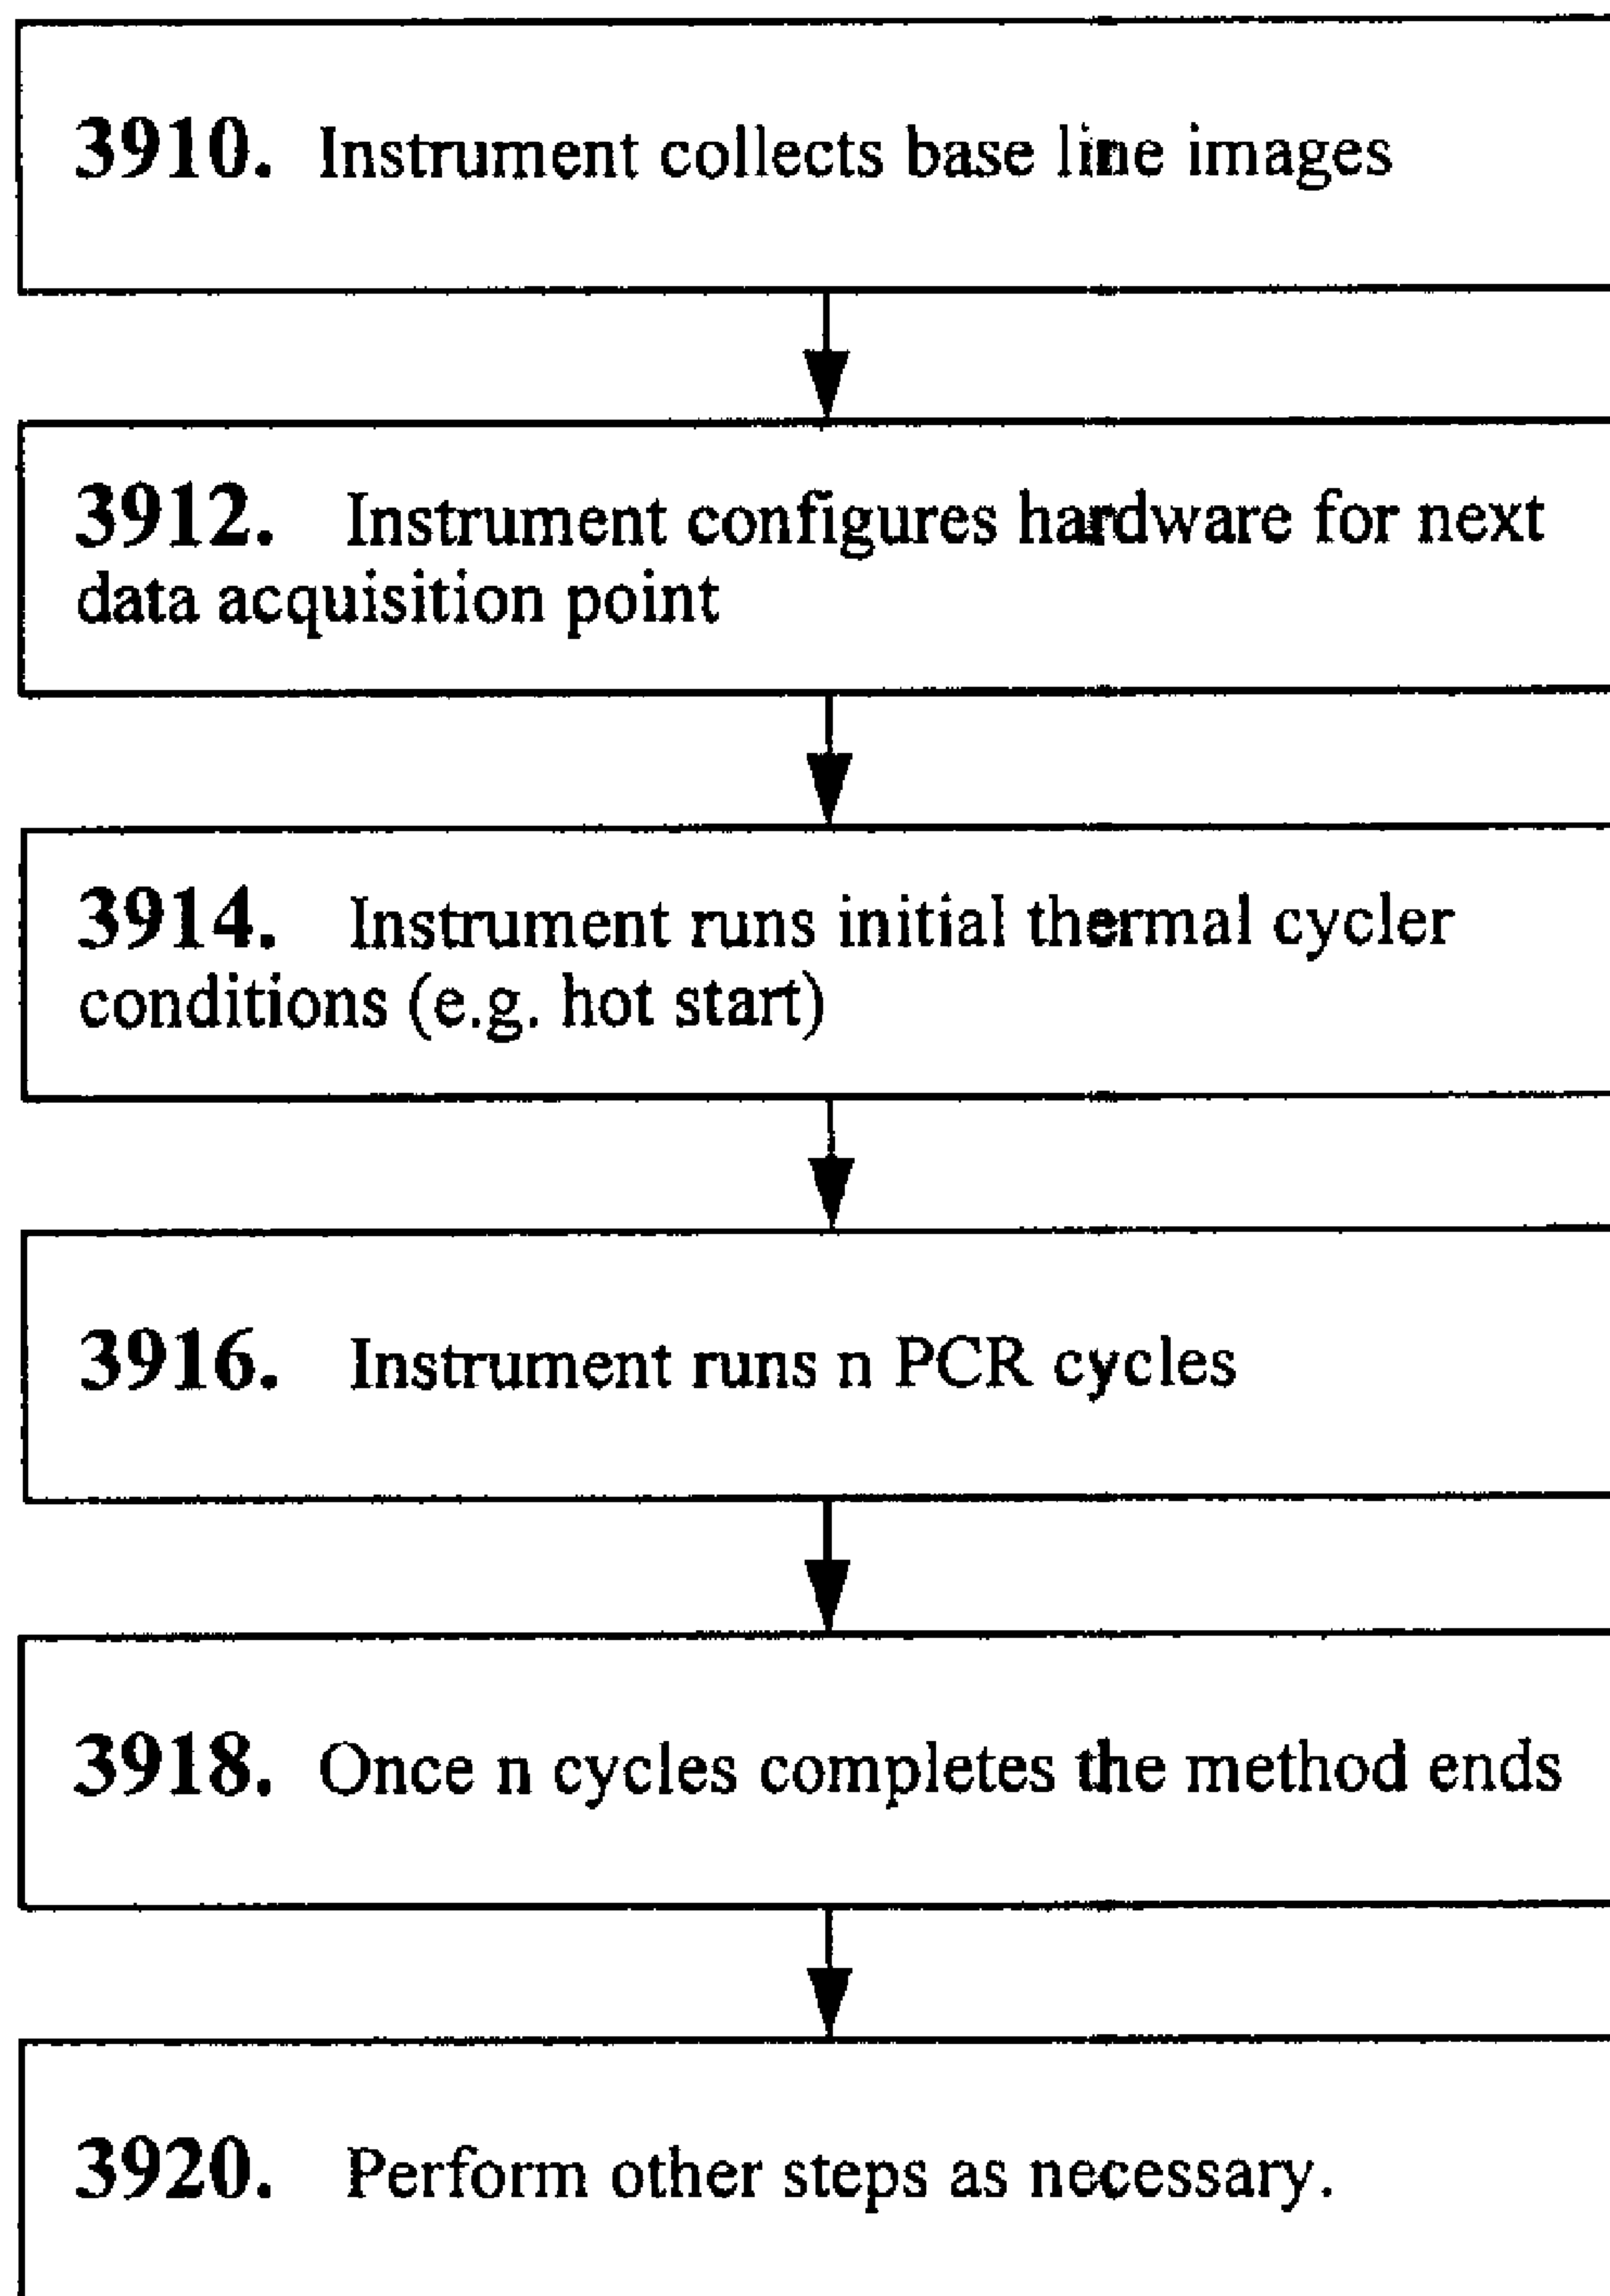 3910. Instrument collects base line images
3912. Instrument configures hardware for next
data acquisition point
3914. Instrument runs initial thermal cycler
conditions (e.g. hot start)
3916. Instrument runs n PCR cycles
3918. Once n cycles completes the method ends
3920. Perform other steps as necessary.